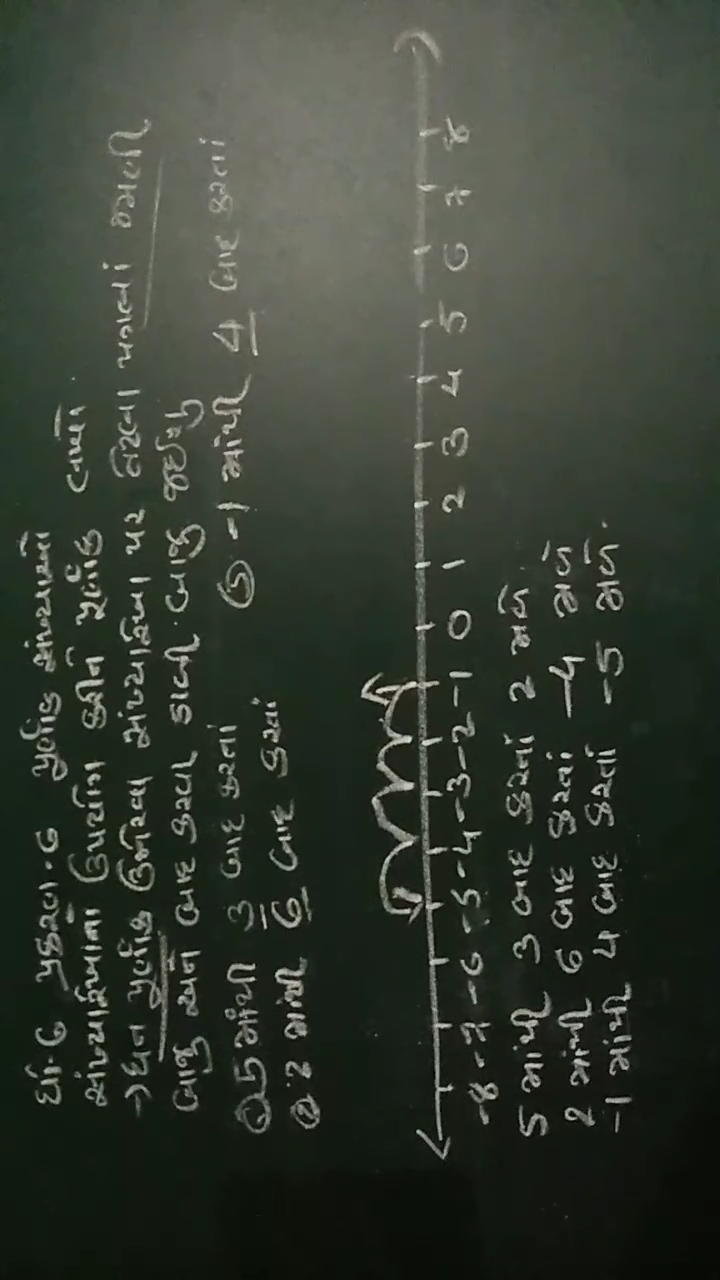 ધો.6 પ્રકરણ.6 પૂર્ણાંક સંખ્યાઓ
સંખ્યારેખાના ઉપયોગ કરીને પૂર્ણાંક લખો.
→ ધન પૂર્ણાંક ઉમેરવા સંખ્યારેખા પર તેટલા પગલાં જમણી
બાજુ અને બાદ કરવા ડાબી બાજુ જઈશું
① 5 માંથી 3 બાદ કરતાં ③ -1 માંથી 4 બાદ કરતાં
② 2 માંથી 6 બાદ કરતાં
-8 -7 -6 -5 -4 -3 -2 -1 0 1 2 3 4 5 6 7 8
5 માંથી 3 બાદ કરતાં 2 મળે
2 માંથી 6 બાદ કરતાં -4 મળે
-1 માંથી 4 બાદ કરતાં -5 મળે.